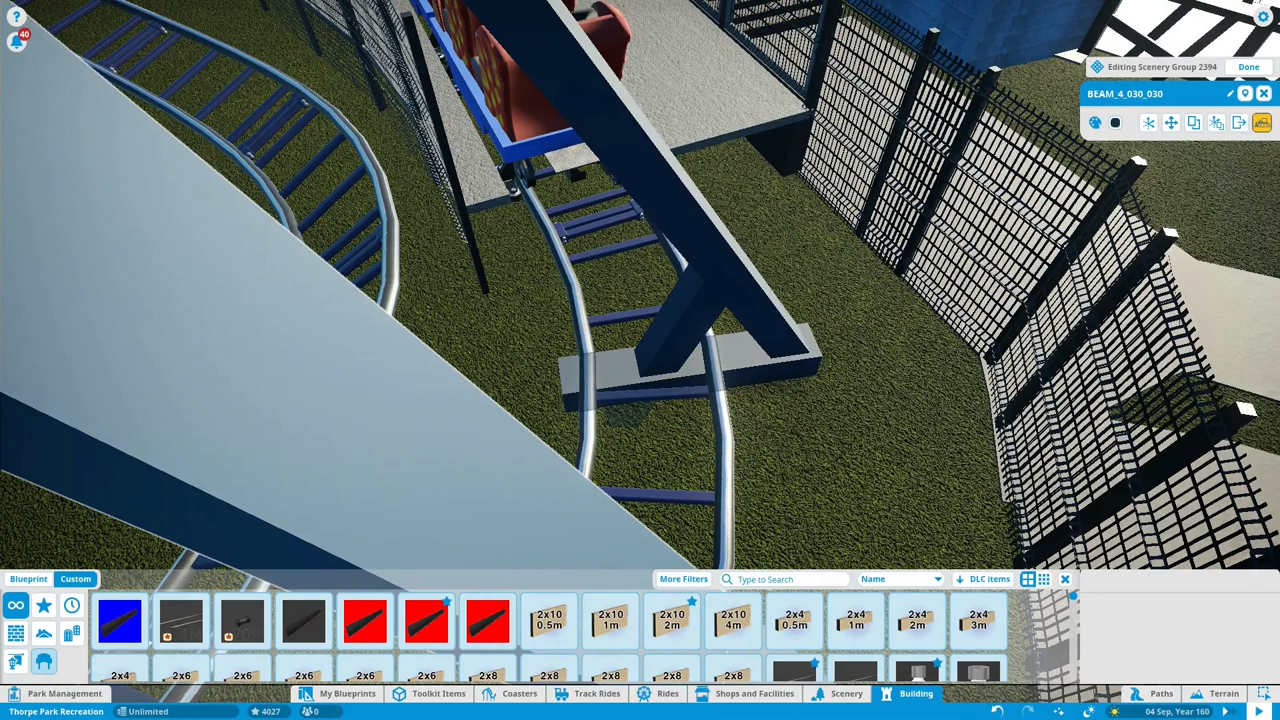 ?
40
Editing Scenery Group 2394
Done
BEAM_4_030_030
Blueprint
Custom
More Filters
Type to Search
Name
DLC items
2x10 0.5m
2x10 1m
2x10 2m
2x10 4m
2x4 0.5m
2x4 1m
2x4 2m
2x4 3m
2x4
2x6
2x6
2x6
2x6
2x6
2x8
2x8
2x8
2x8
Park Management
My Blueprints
Toolkit Items
Coasters
Track Rides
Rides
Shops and Facilities
Scenery
Building
Paths
Terrain
Thorpe Park Recreation
Unlimited
4027
0
04 Sep, Year 160